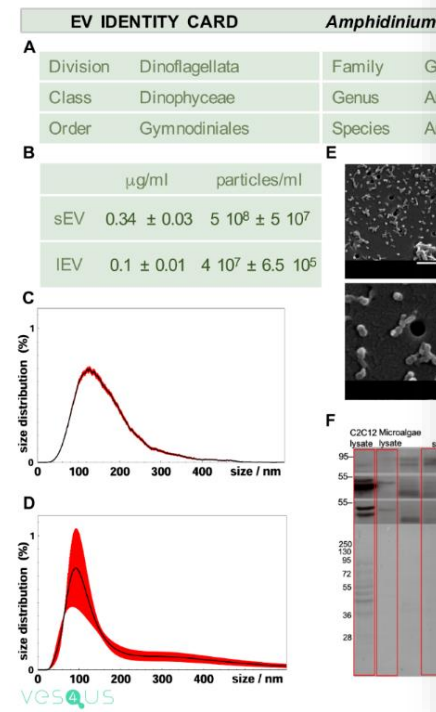 EV IDENTITY CARD Amphidinium
A
Division Dinoflagellata Family G
Class Dinophyceae Genus A
Order Gymnodiniales Species A
B
µg/ml particles/ml
sEV 0.34 ± 0.03 5 10⁸ ± 5 10⁷
lEV 0.1 ± 0.01 4 10⁷ ± 6.5 10⁵
C
size distribution (%)
1
0
0 100 200 300 400 size / nm
D
size distribution (%)
1
0
0 100 200 300 400 size / nm
ves4us
E
F
C2C12 Microalgae
lysate lysate s
95
55
55
250
130
95
72
55
36
28